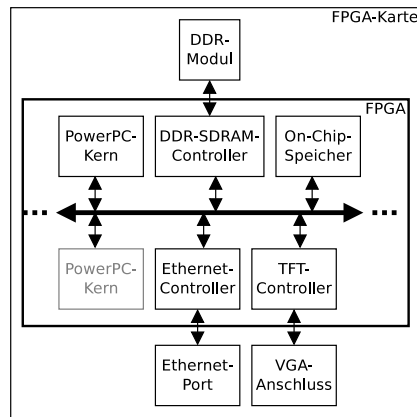 FPGA-Karte
DDR-
Modul
FPGA
PowerPC-
Kern
DDR-SDRAM-
Controller
On-Chip-
Speicher
PowerPC-
Kern
Ethernet-
Controller
TFT-
Controller
Ethernet-
Port
VGA-
Anschluss